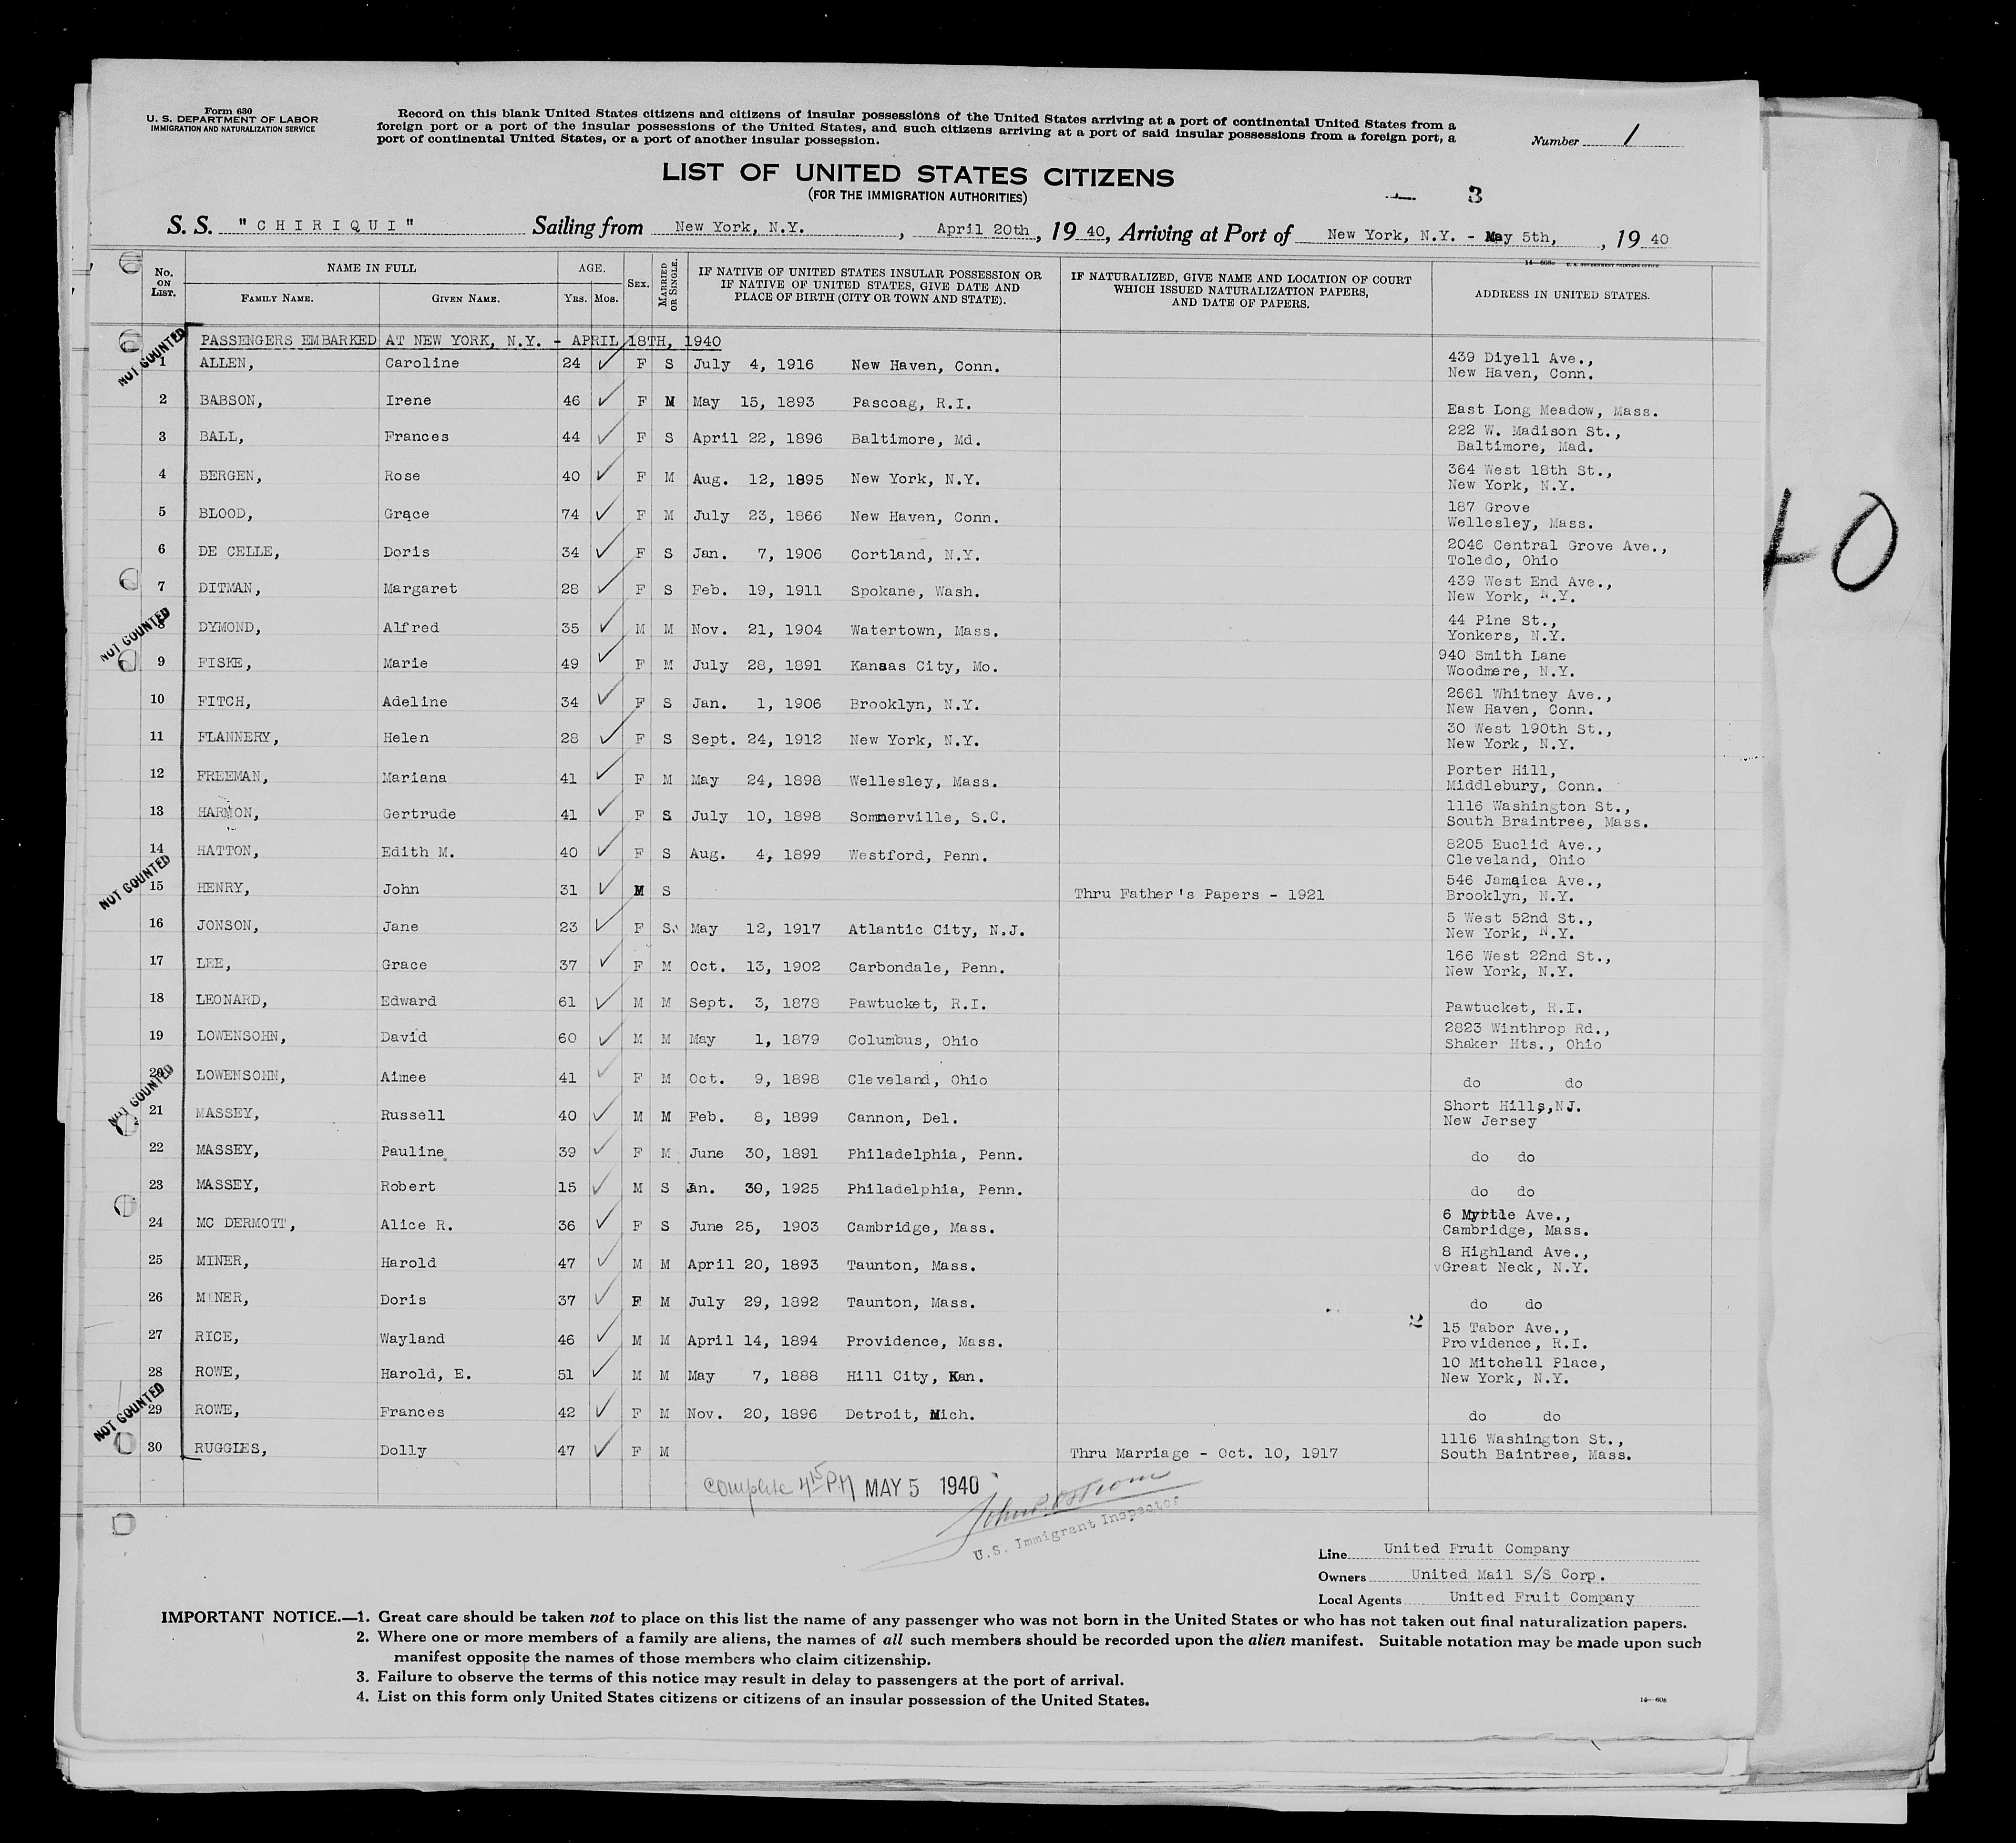 Form 630
U. S. DEPARTMENT OF LABOR
IMMIGRATION AND NATURALIZATION SERVICE
Record on this blank United States citizens and citizens of insular possessions of the United States arriving at a port of continental United States from a
foreign port or a port of the insular possessions of the United States, and such citizens arriving at a port of said insular possessions from a foreign port, a
port of continental United States, or a port of another insular possession.
Number 1
LIST OF UNITED STATES CITIZENS
(FOR THE IMMIGRATION AUTHORITIES)
3
S. S. "CHIRIQUI" Sailing from New York, N.Y. , April 20th, 19 40, Arriving at Port of New York, N.Y. - May 5th, , 19 40
14-608a U. S. GOVERNMENT PRINTING OFFICE
No. ON LIST. NAME IN FULL FAMILY NAME. GIVEN NAME. AGE. YRS. MOS. SEX. MARRIED OR SINGLE. IF NATIVE OF UNITED STATES INSULAR POSSESSION OR IF NATIVE OF UNITED STATES, GIVE DATE AND PLACE OF BIRTH (CITY OR TOWN AND STATE). IF NATURALIZED, GIVE NAME AND LOCATION OF COURT WHICH ISSUED NATURALIZATION PAPERS, AND DATE OF PAPERS. ADDRESS IN UNITED STATES.
PASSENGERS EMBARKED AT NEW YORK, N.Y. - APRIL 18TH, 1940
NOT COUNTED
1 ALLEN, Caroline 24 ✓ F S July 4, 1916 New Haven, Conn. 439 Diyell Ave.,
New Haven, Conn.
2 BABSON, Irene 46 ✓ F M May 15, 1893 Pascoag, R.I. East Long Meadow, Mass.
3 BALL, Frances 44 ✓ F S April 22, 1896 Baltimore, Md. 222 W. Madison St.,
Baltimore, Mad.
4 BERGEN, Rose 40 ✓ F M Aug. 12, 1895 New York, N.Y. 364 West 18th St.,
New York, N.Y.
5 BLOOD, Grace 74 ✓ F M July 23, 1866 New Haven, Conn. 187 Grove
Wellesley, Mass.
6 DE CELLE, Doris 34 ✓ F S Jan. 7, 1906 Cortland, N.Y. 2046 Central Grove Ave.,
Toledo, Ohio
7 DITMAN, Margaret 28 ✓ F S Feb. 19, 1911 Spokane, Wash. 439 West End Ave.,
New York, N.Y.
NOT COUNTED
8 DYMOND, Alfred 35 ✓ M M Nov. 21, 1904 Watertown, Mass. 44 Pine St.,
Yonkers, N.Y.
9 FISKE, Marie 49 ✓ F M July 28, 1891 Kansas City, Mo. 940 Smith Lane
Woodmere, N.Y.
10 FITCH, Adeline 34 ✓ F S Jan. 1, 1906 Brooklyn, N.Y. 2661 Whitney Ave.,
New Haven, Conn.
11 FLANNERY, Helen 28 ✓ F S Sept. 24, 1912 New York, N.Y. 30 West 190th St.,
New York, N.Y.
12 FREEMAN, Mariana 41 ✓ F M May 24, 1898 Wellesley, Mass. Porter Hill,
Middlebury, Conn.
13 HARMON, Gertrude 41 ✓ F S July 10, 1898 Sommerville, S.C. 1116 Washington St.,
South Braintree, Mass.
14 HATTON, Edith M. 40 ✓ F S Aug. 4, 1899 Westford, Penn. 8205 Euclid Ave.,
Cleveland, Ohio
NOT COUNTED
15 HENRY, John 31 ✓ M S Thru Father's Papers - 1921 546 Jamaica Ave.,
Brooklyn, N.Y.
16 JONSON, Jane 23 ✓ F S May 12, 1917 Atlantic City, N.J. 5 West 52nd St.,
New York, N.Y.
17 LEE, Grace 37 ✓ F M Oct. 13, 1902 Carbondale, Penn. 166 West 22nd St.,
New York, N.Y.
18 LEONARD, Edward 61 ✓ M M Sept. 3, 1878 Pawtucket, R.I. Pawtucket, R.I.
19 LOWENSOHN, David 60 ✓ M M May 1, 1879 Columbus, Ohio 2823 Winthrop Rd.,
Shaker Hts., Ohio
20 LOWENSOHN, Aimee 41 ✓ F M Oct. 9, 1898 Cleveland, Ohio do do
NOT COUNTED
21 MASSEY, Russell 40 ✓ M M Feb. 8, 1899 Cannon, Del. Short Hills, NJ.
New Jersey
22 MASSEY, Pauline 39 ✓ F M June 30, 1891 Philadelphia, Penn. do do
23 MASSEY, Robert 15 ✓ M S Jan. 30, 1925 Philadelphia, Penn. do do
24 MC DERMOTT, Alice R. 36 ✓ F S June 25, 1903 Cambridge, Mass. 6 Myrtle Ave.,
Cambridge, Mass.
25 MINER, Harold 47 ✓ M M April 20, 1893 Taunton, Mass. 8 Highland Ave.,
Great Neck, N.Y.
26 MINER, Doris 37 ✓ F M July 29, 1892 Taunton, Mass. do do
27 RICE, Wayland 46 ✓ M M April 14, 1894 Providence, Mass. 2 15 Tabor Ave.,
Providence, R.I.
28 ROWE, Harold, E. 51 ✓ M M May 7, 1888 Hill City, Kan. 10 Mitchell Place,
New York, N.Y.
NOT COUNTED
29 ROWE, Frances 42 ✓ F M Nov. 20, 1896 Detroit, Mich. do do
30 RUGGIES, Dolly 47 ✓ F M Thru Marriage - Oct. 10, 1917 1116 Washington St.,
South Baintree, Mass.
complete 4 15 P.M MAY 5 1940
U.S. Immigrant Inspector
Line United Fruit Company
Owners United Mail S/S Corp.
Local Agents United Fruit Company
IMPORTANT NOTICE.—1. Great care should be taken not to place on this list the name of any passenger who was not born in the United States or who has not taken out final naturalization papers.
2. Where one or more members of a family are aliens, the names of all such members should be recorded upon the alien manifest. Suitable notation may be made upon such
manifest opposite the names of those members who claim citizenship.
3. Failure to observe the terms of this notice may result in delay to passengers at the port of arrival.
4. List on this form only United States citizens or citizens of an insular possession of the United States.
14-608
40